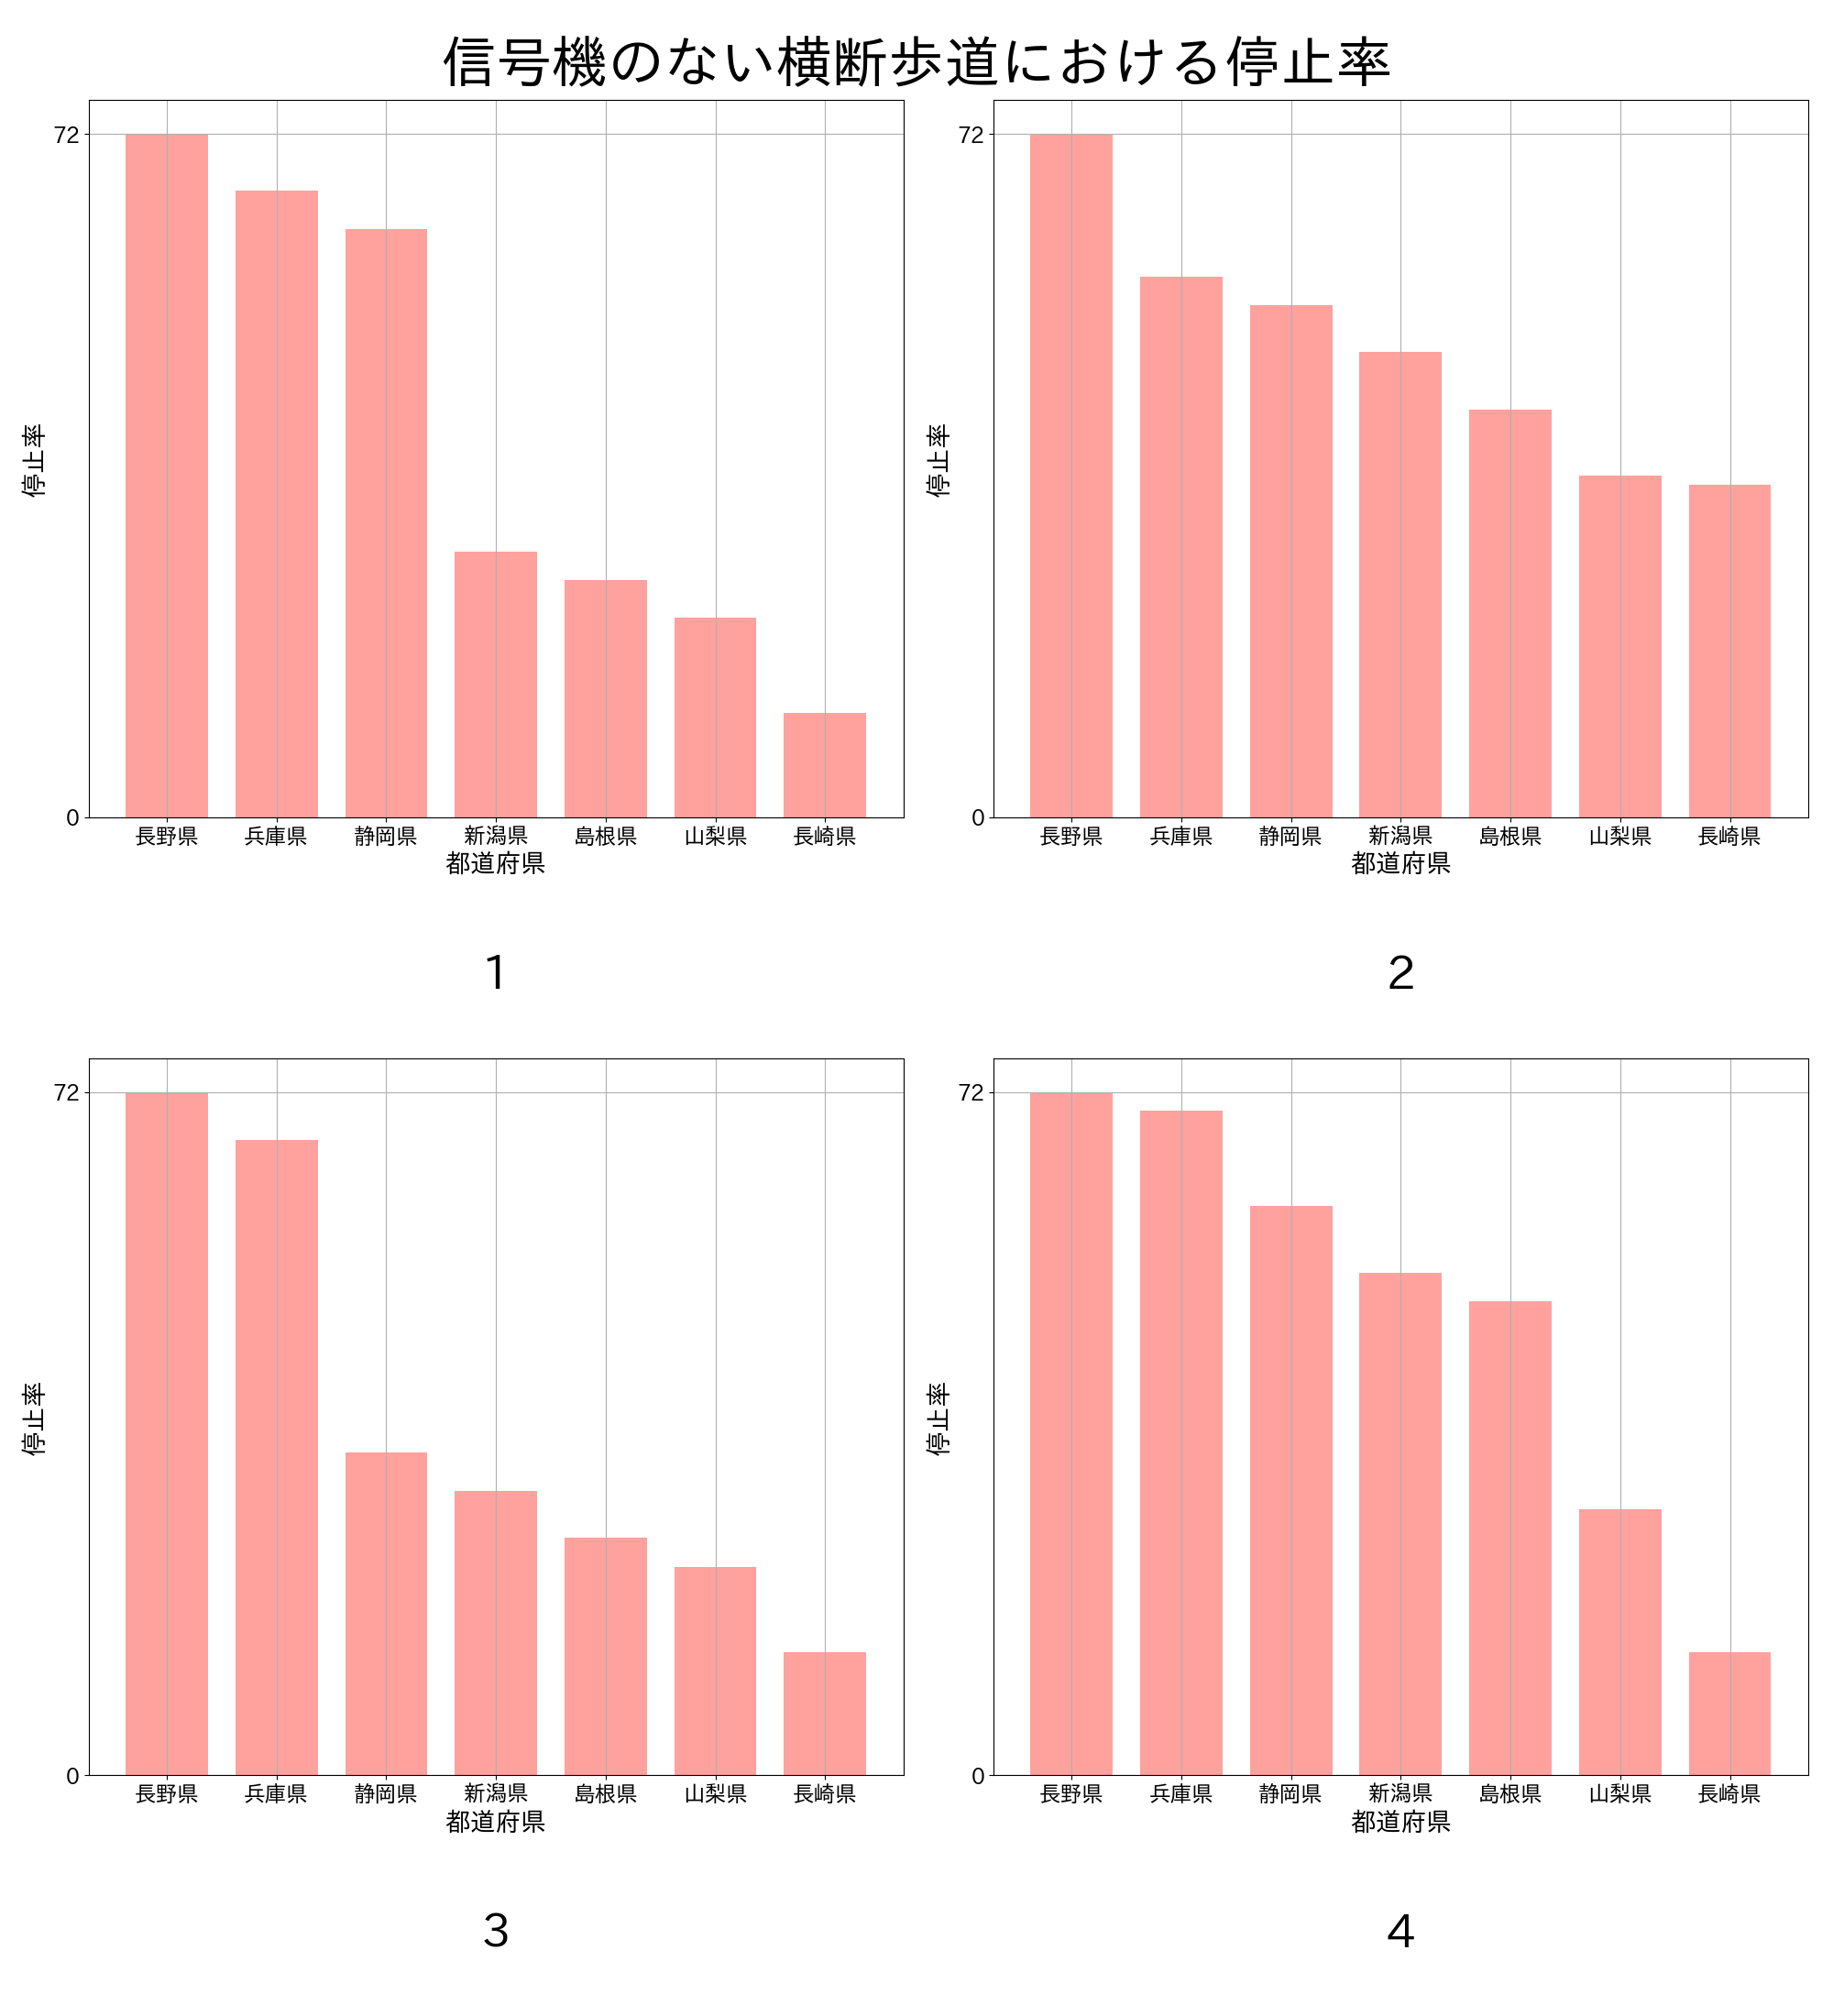 信号機のない横断歩道における停止率
72
停止率
0
長野県 兵庫県 静岡県 新潟県 島根県 山梨県 長崎県
都道府県
1
72
停止率
0
長野県 兵庫県 静岡県 新潟県 島根県 山梨県 長崎県
都道府県
2
72
停止率
0
長野県 兵庫県 静岡県 新潟県 島根県 山梨県 長崎県
都道府県
3
72
停止率
0
長野県 兵庫県 静岡県 新潟県 島根県 山梨県 長崎県
都道府県
4